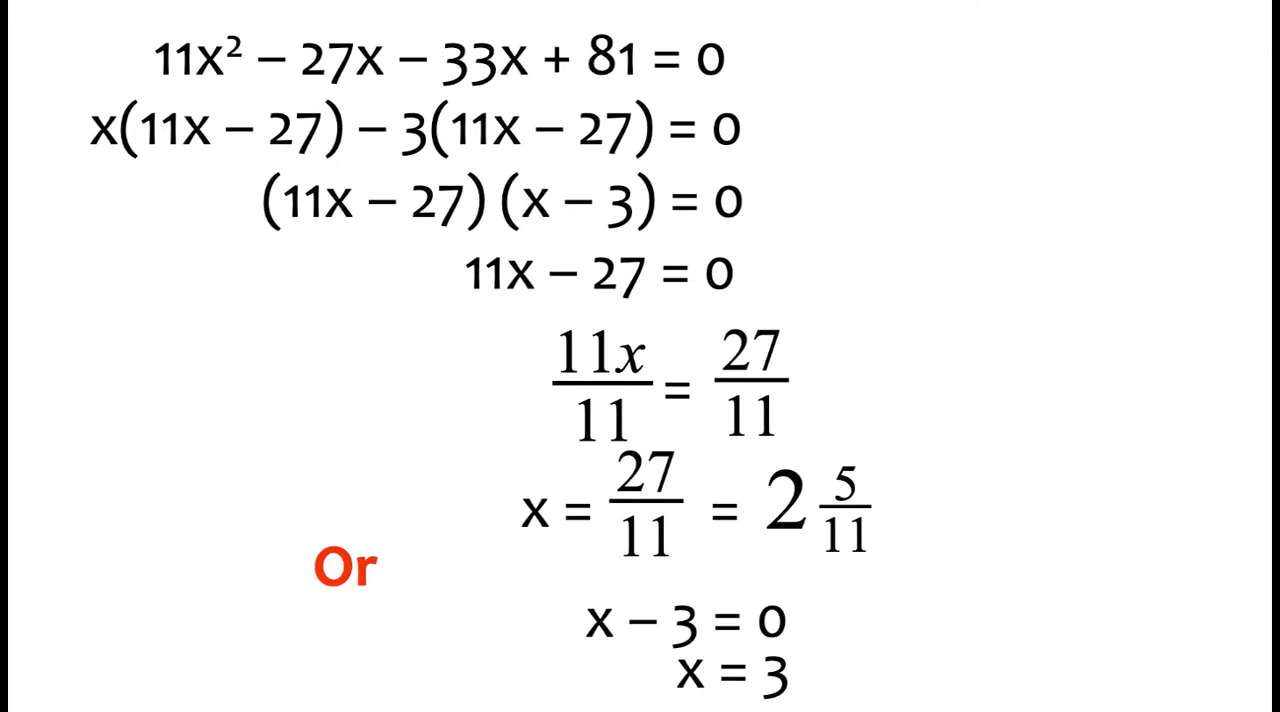 11x² – 27x – 33x + 81 = 0
x(11x – 27) – 3(11x – 27) = 0
(11x – 27) (x – 3) = 0
11x – 27 = 0
11x/11 = 27/11
x = 27/11 = 2 5/11
Or
x – 3 = 0
x = 3